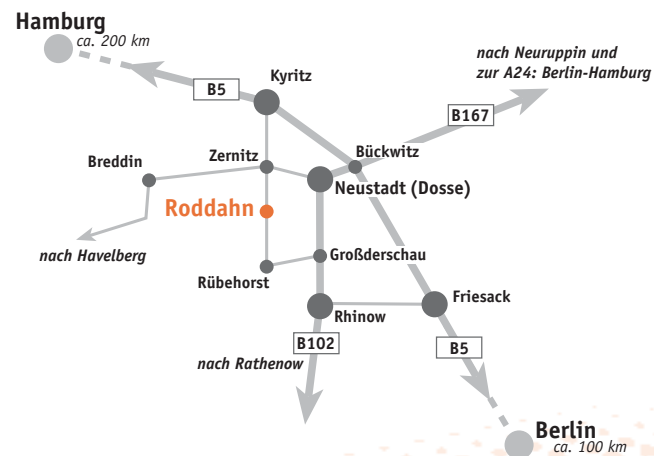 Hamburg
ca. 200 km
nach Neuruppin und
zur A24: Berlin-Hamburg
Kyritz
B5
B167
Breddin
Zernitz
Bückwitz
Neustadt (Dosse)
Roddahn
nach Havelberg
Großderschau
Rübehorst
Friesack
Rhinow
B102
B5
nach Rathenow
Berlin
ca. 100 km